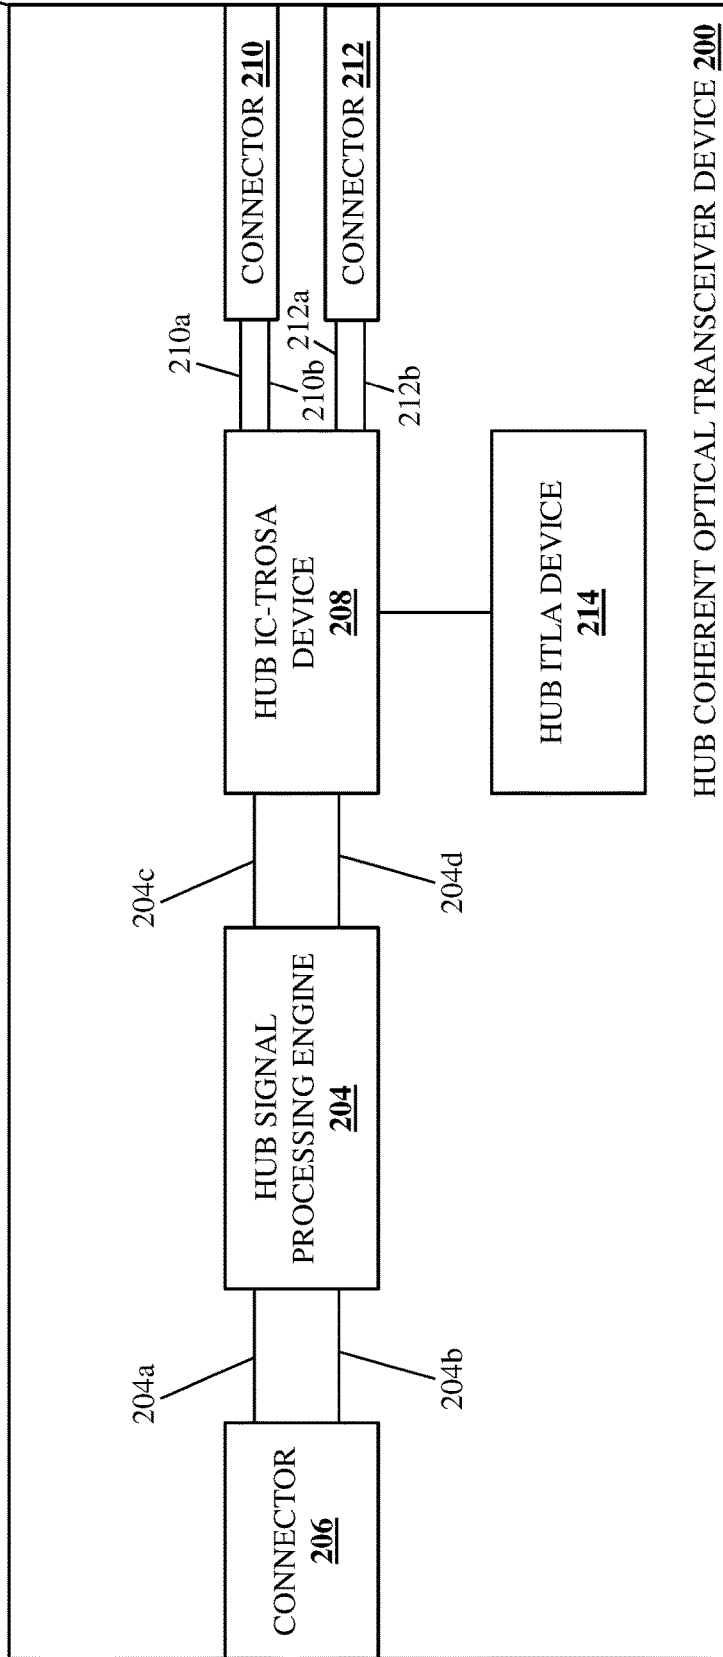 204a
204c
210a
CONNECTOR
206
HUB SIGNAL
PROCESSING ENGINE
204
HUB IC-TROSA
DEVICE
208
CONNECTOR 210
210b
212a
CONNECTOR 212
204b
204d
212b
HUB ITLA DEVICE
214
HUB COHERENT OPTICAL TRANSCEIVER DEVICE 200